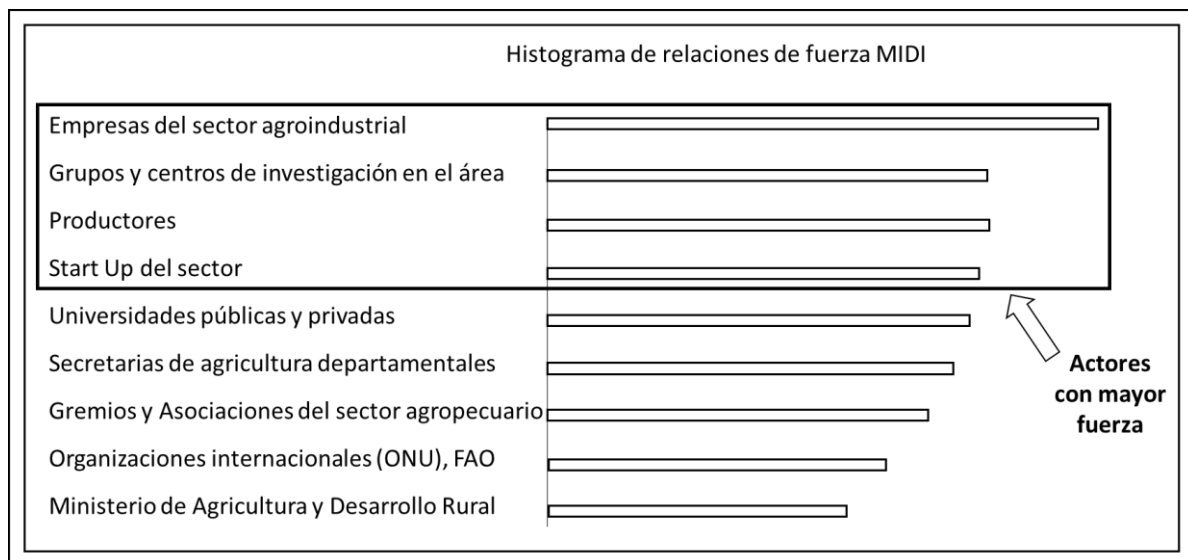 Histograma de relaciones de fuerza MIDI
Empresas del sector agroindustrial
Grupos y centros de investigación en el área
Productores
Start Up del sector
Universidades públicas y privadas
Secretarias de agricultura departamentales
Gremios y Asociaciones del sector agropecuario
Organizaciones internacionales (ONU), FAO
Ministerio de Agricultura y Desarrollo Rural
Actores
con mayor
fuerza